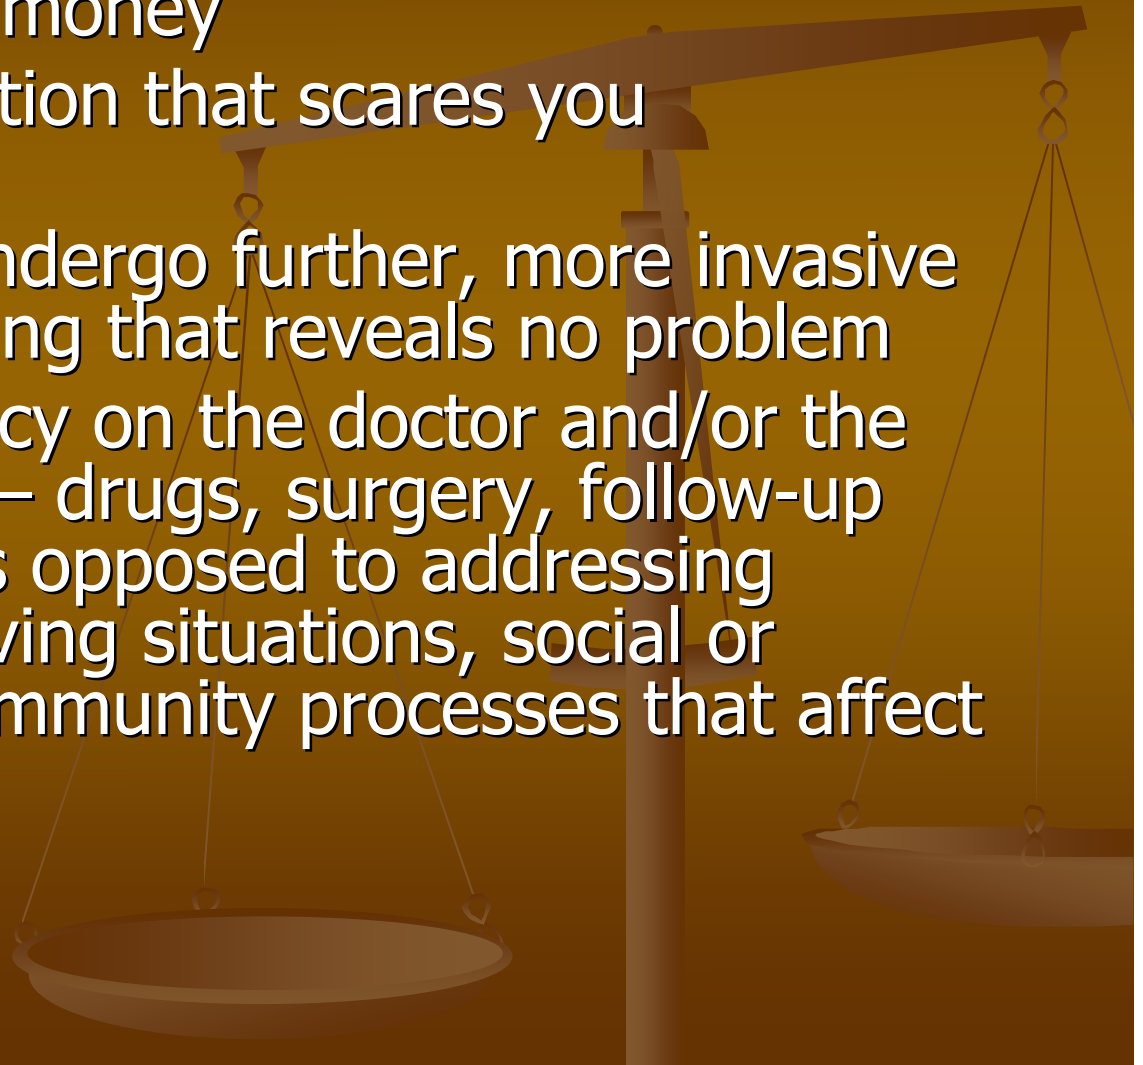 money
tion that scares you
ndergo further, more invasive
ng that reveals no problem
cy on the doctor and/or the
– drugs, surgery, follow-up
s opposed to addressing
ving situations, social or
mmunity processes that affect